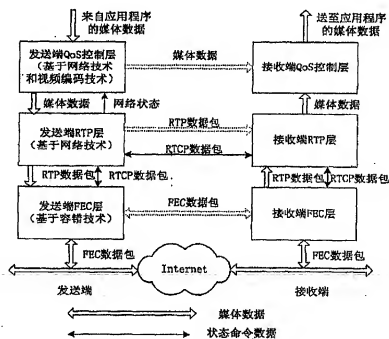 来自应用程序
的媒体数据
送至应用程序
的媒体数据
发送端QoS控制层
(基于网络技术
和视频编码技术)
媒体数据
接收端QoS控制层
媒体数据
网络状态
媒体数据
发送端RTP层
(基于网络技术)
RTP数据包
RTCP数据包
接收端RTP层
RTP数据包
RTCP数据包
RTP数据包
RTCP数据包
发送端FEC层
(基于容错技术)
FEC数据包
接收端FEC层
FEC数据包
Internet
FEC数据包
发送端
接收端
媒体数据
状态命令数据